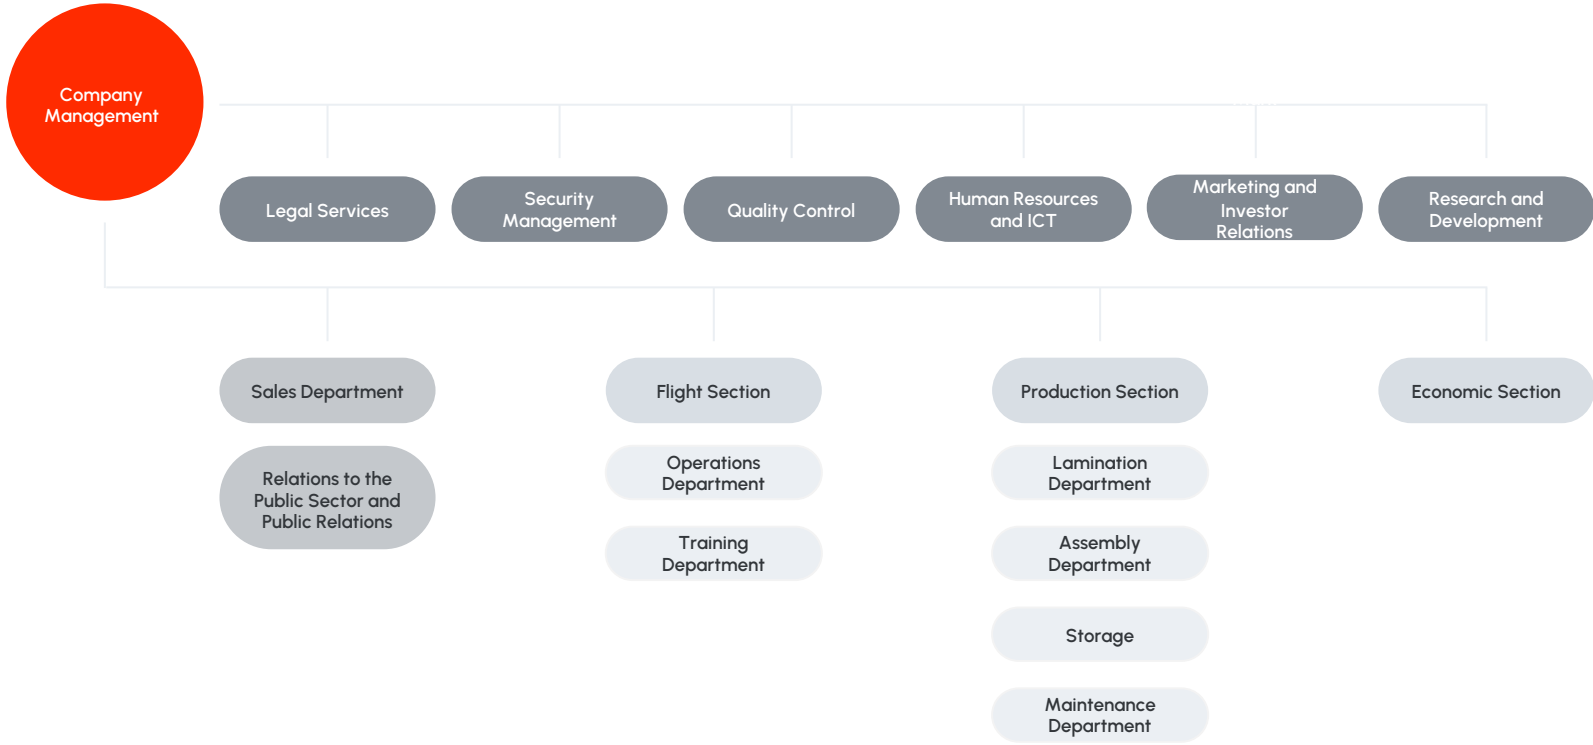 Company
Management
Legal Services
Security
Management
Quality Control
Human Resources
and ICT
Marketing and
Investor
Relations
Research and
Development
Sales Department
Flight Section
Production Section
Economic Section
Relations to the
Public Sector and
Public Relations
Operations
Department
Lamination
Department
Training
Department
Assembly
Department
Storage
Maintenance
Department